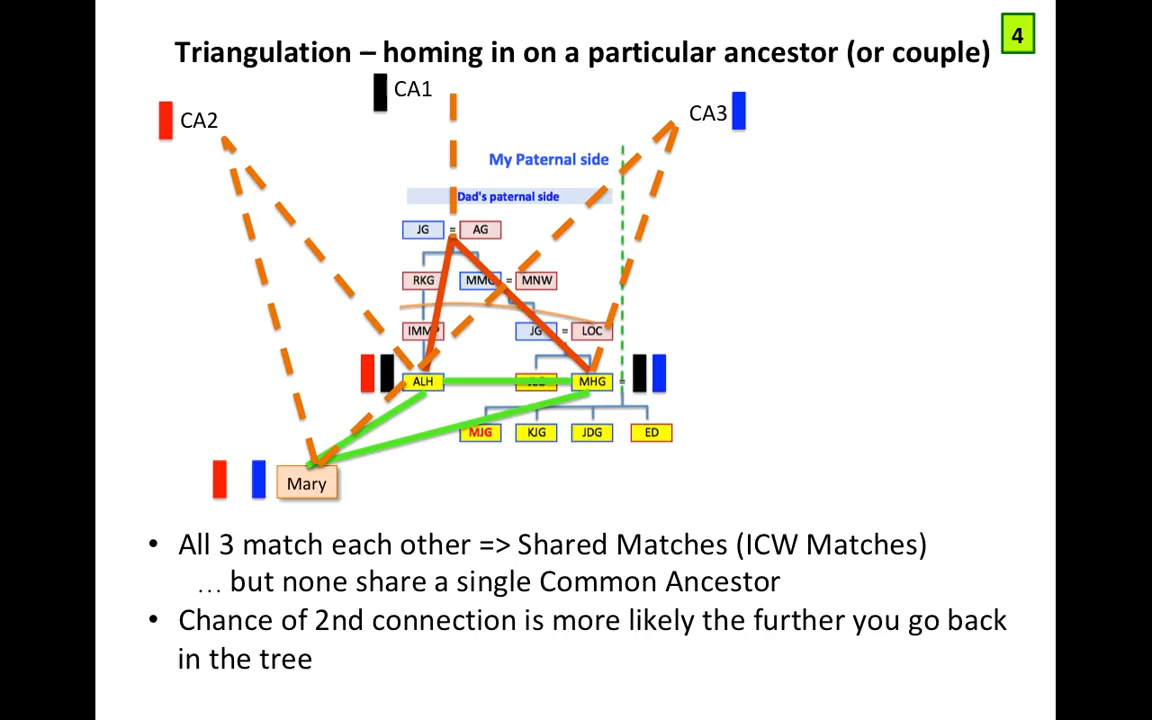 4
Triangulation – homing in on a particular ancestor (or couple)
CA1
CA2
CA3
My Paternal side
Dad's paternal side
JG = AG
RKG = MNW
JG = LOC
ALH MHG =
MJG KJG JDG ED
Mary
• All 3 match each other => Shared Matches (ICW Matches)
... but none share a single Common Ancestor
• Chance of 2nd connection is more likely the further you go back
in the tree